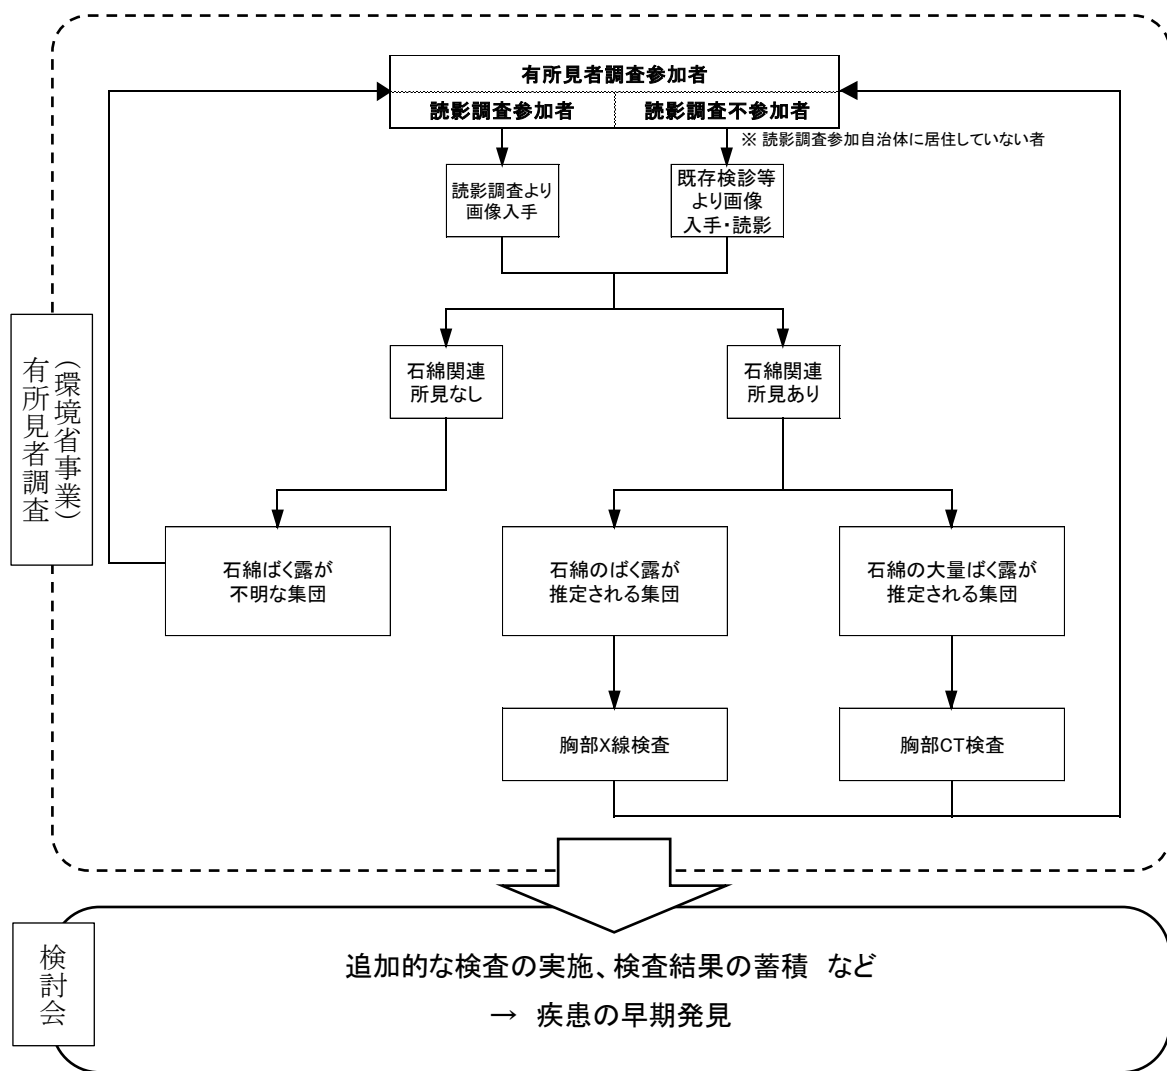 有所見者調査参加者
読影調査参加者
読影調査不参加者
※ 読影調査参加自治体に居住していない者
読影調査より
画像入手
既存検診等
より画像
入手・読影
石綿関連
所見なし
石綿関連
所見あり
有所見者調査
(環境省事業)
石綿ばく露が
不明な集団
石綿のばく露が
推定される集団
石綿の大量ばく露が
推定される集団
胸部X線検査
胸部CT検査
検討会
追加的な検査の実施、検査結果の蓄積 など
→ 疾患の早期発見